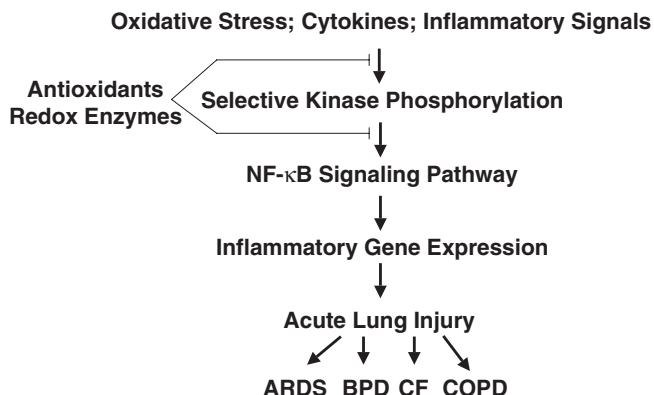 Oxidative Stress; Cytokines; Inflammatory Signals
Antioxidants
Redox Enzymes
Selective Kinase Phosphorylation
NF-κB Signaling Pathway
Inflammatory Gene Expression
Acute Lung Injury
ARDS BPD CF COPD